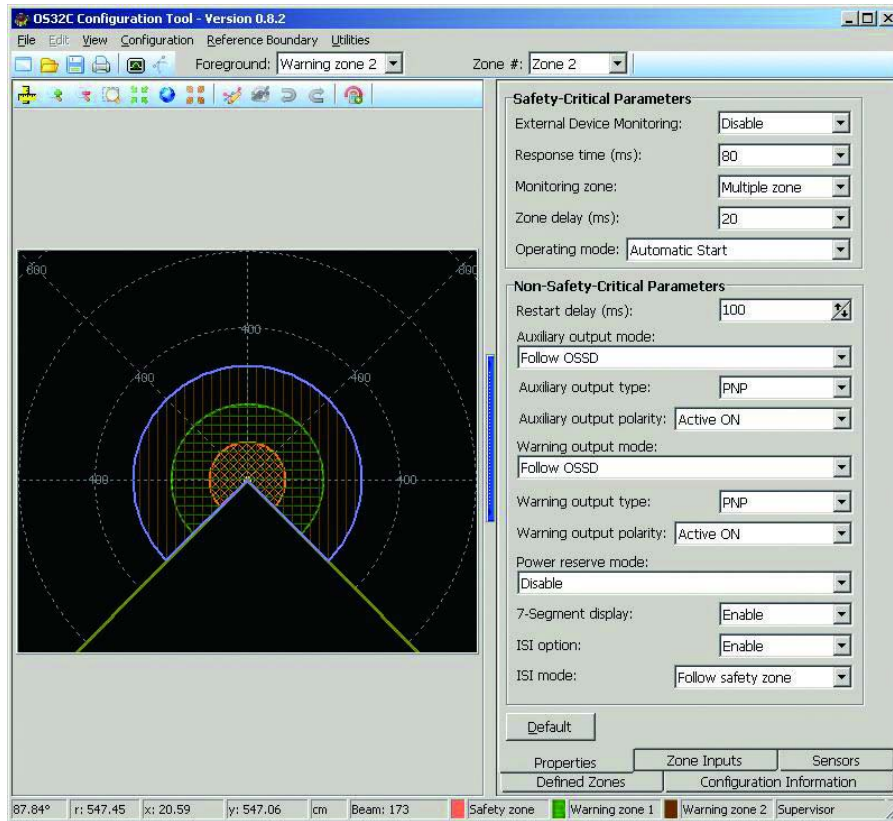 OS32C Configuration Tool - Version 0.8.2
File Edit View Configuration Reference Boundary Utilities
Foreground: Warning zone 2 Zone #: Zone 2
600 600
400
400 400
400 400
Safety-Critical Parameters
External Device Monitoring: Disable
Response time (ms): 80
Monitoring zone: Multiple zone
Zone delay (ms): 20
Operating mode: Automatic Start
Non-Safety-Critical Parameters
Restart delay (ms): 100
Auxiliary output mode:
Follow OSSD
Auxiliary output type: PNP
Auxiliary output polarity: Active ON
Warning output mode:
Follow OSSD
Warning output type: PNP
Warning output polarity: Active ON
Power reserve mode:
Disable
7-Segment display: Enable
ISI option: Enable
ISI mode: Follow safety zone
Default
Properties Zone Inputs Sensors
Defined Zones Configuration Information
87.84° r: 547.45 x: 20.59 y: 547.06 cm Beam: 173 Safety zone Warning zone 1 Warning zone 2 Supervisor